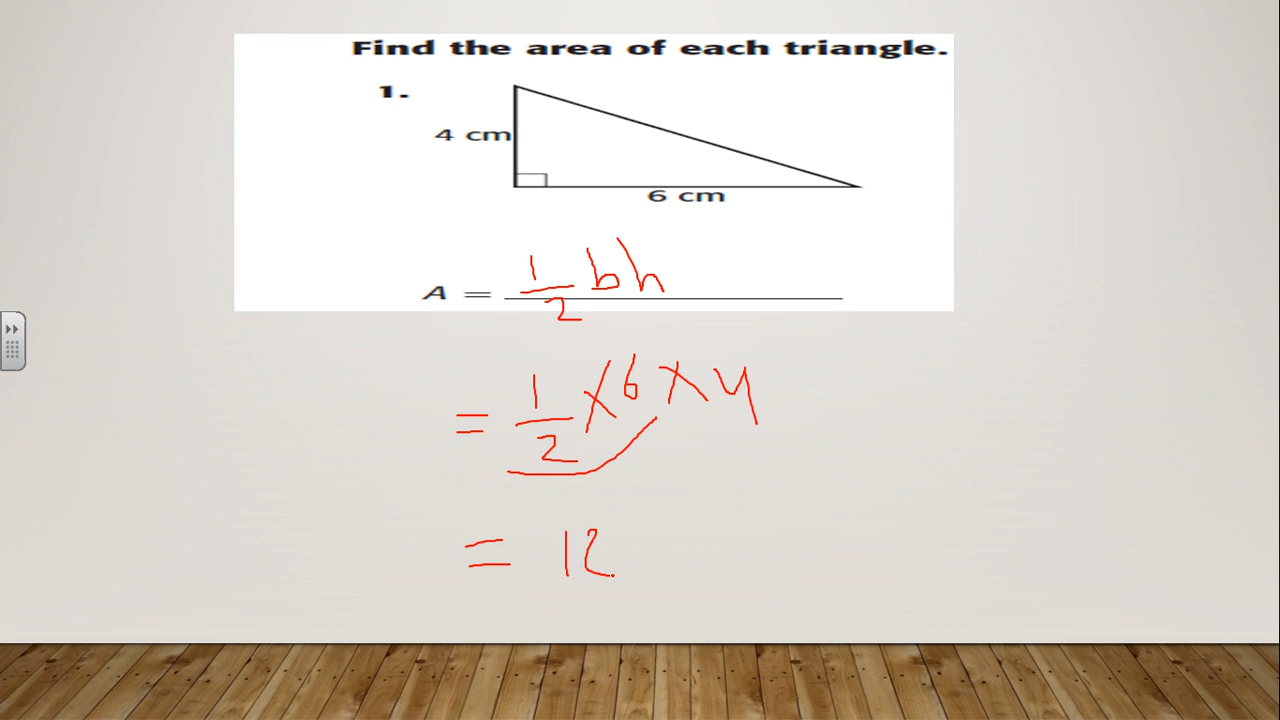 Find the area of each triangle.
1.
4 cm
6 cm
A = 1/2 bh
= 1/2 × 6 × 4
= 12